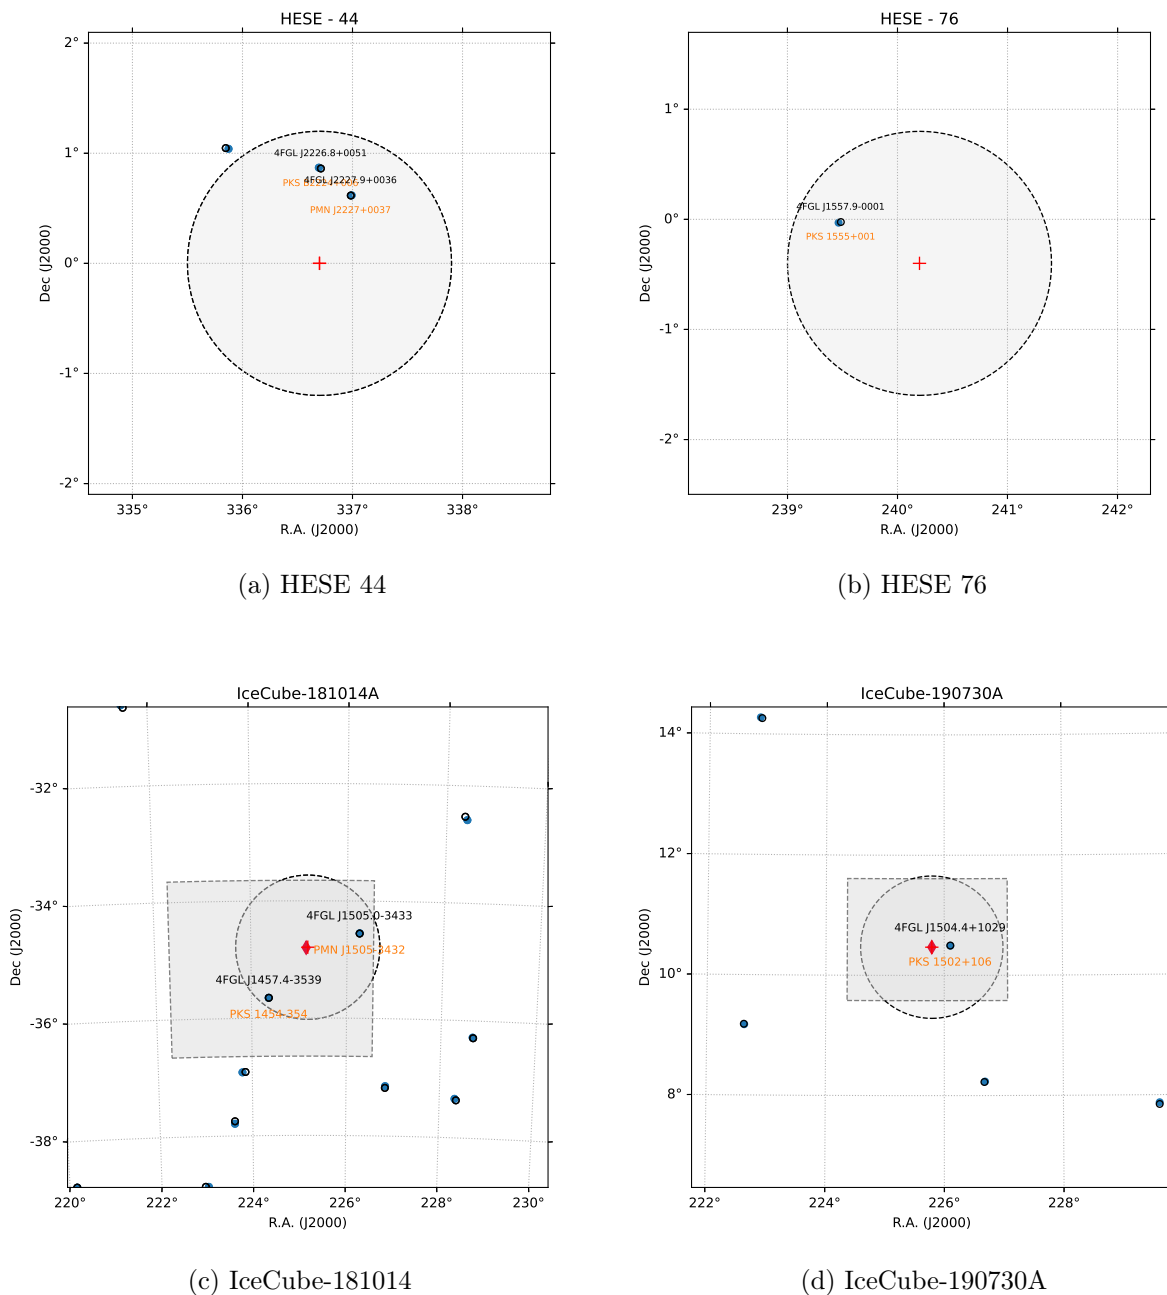 HESE - 44
2°
1°
0°
-1°
-2°
Dec (J2000)
4FGL J2226.8+0051
PKS
4FGL J2227.9+0036
PMN J2227+0037
335°
336°
337°
338°
R.A. (J2000)
(a) HESE 44
HESE - 76
1°
0°
-1°
-2°
Dec (J2000)
4FGL J1557.9-0001
PKS 1555+001
239°
240°
241°
242°
R.A. (J2000)
(b) HESE 76
IceCube-181014A
-32°
-34°
-36°
-38°
Dec (J2000)
4FGL J1505.0-3433
PMN J1505-3432
4FGL J1457.4-3539
PKS 1454-354
220°
222°
224°
226°
228°
230°
R.A. (J2000)
(c) IceCube-181014
IceCube-190730A
14°
12°
10°
8°
Dec (J2000)
4FGL J1504.4+1029
PKS 1502+106
222°
224°
226°
228°
R.A. (J2000)
(d) IceCube-190730A